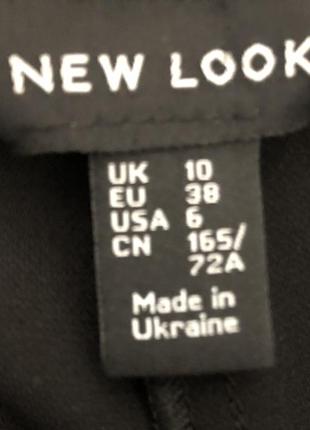 NEW LOOK
UK 10
EU 38
USA 6
CN 165/
72A
Made in
Ukraine